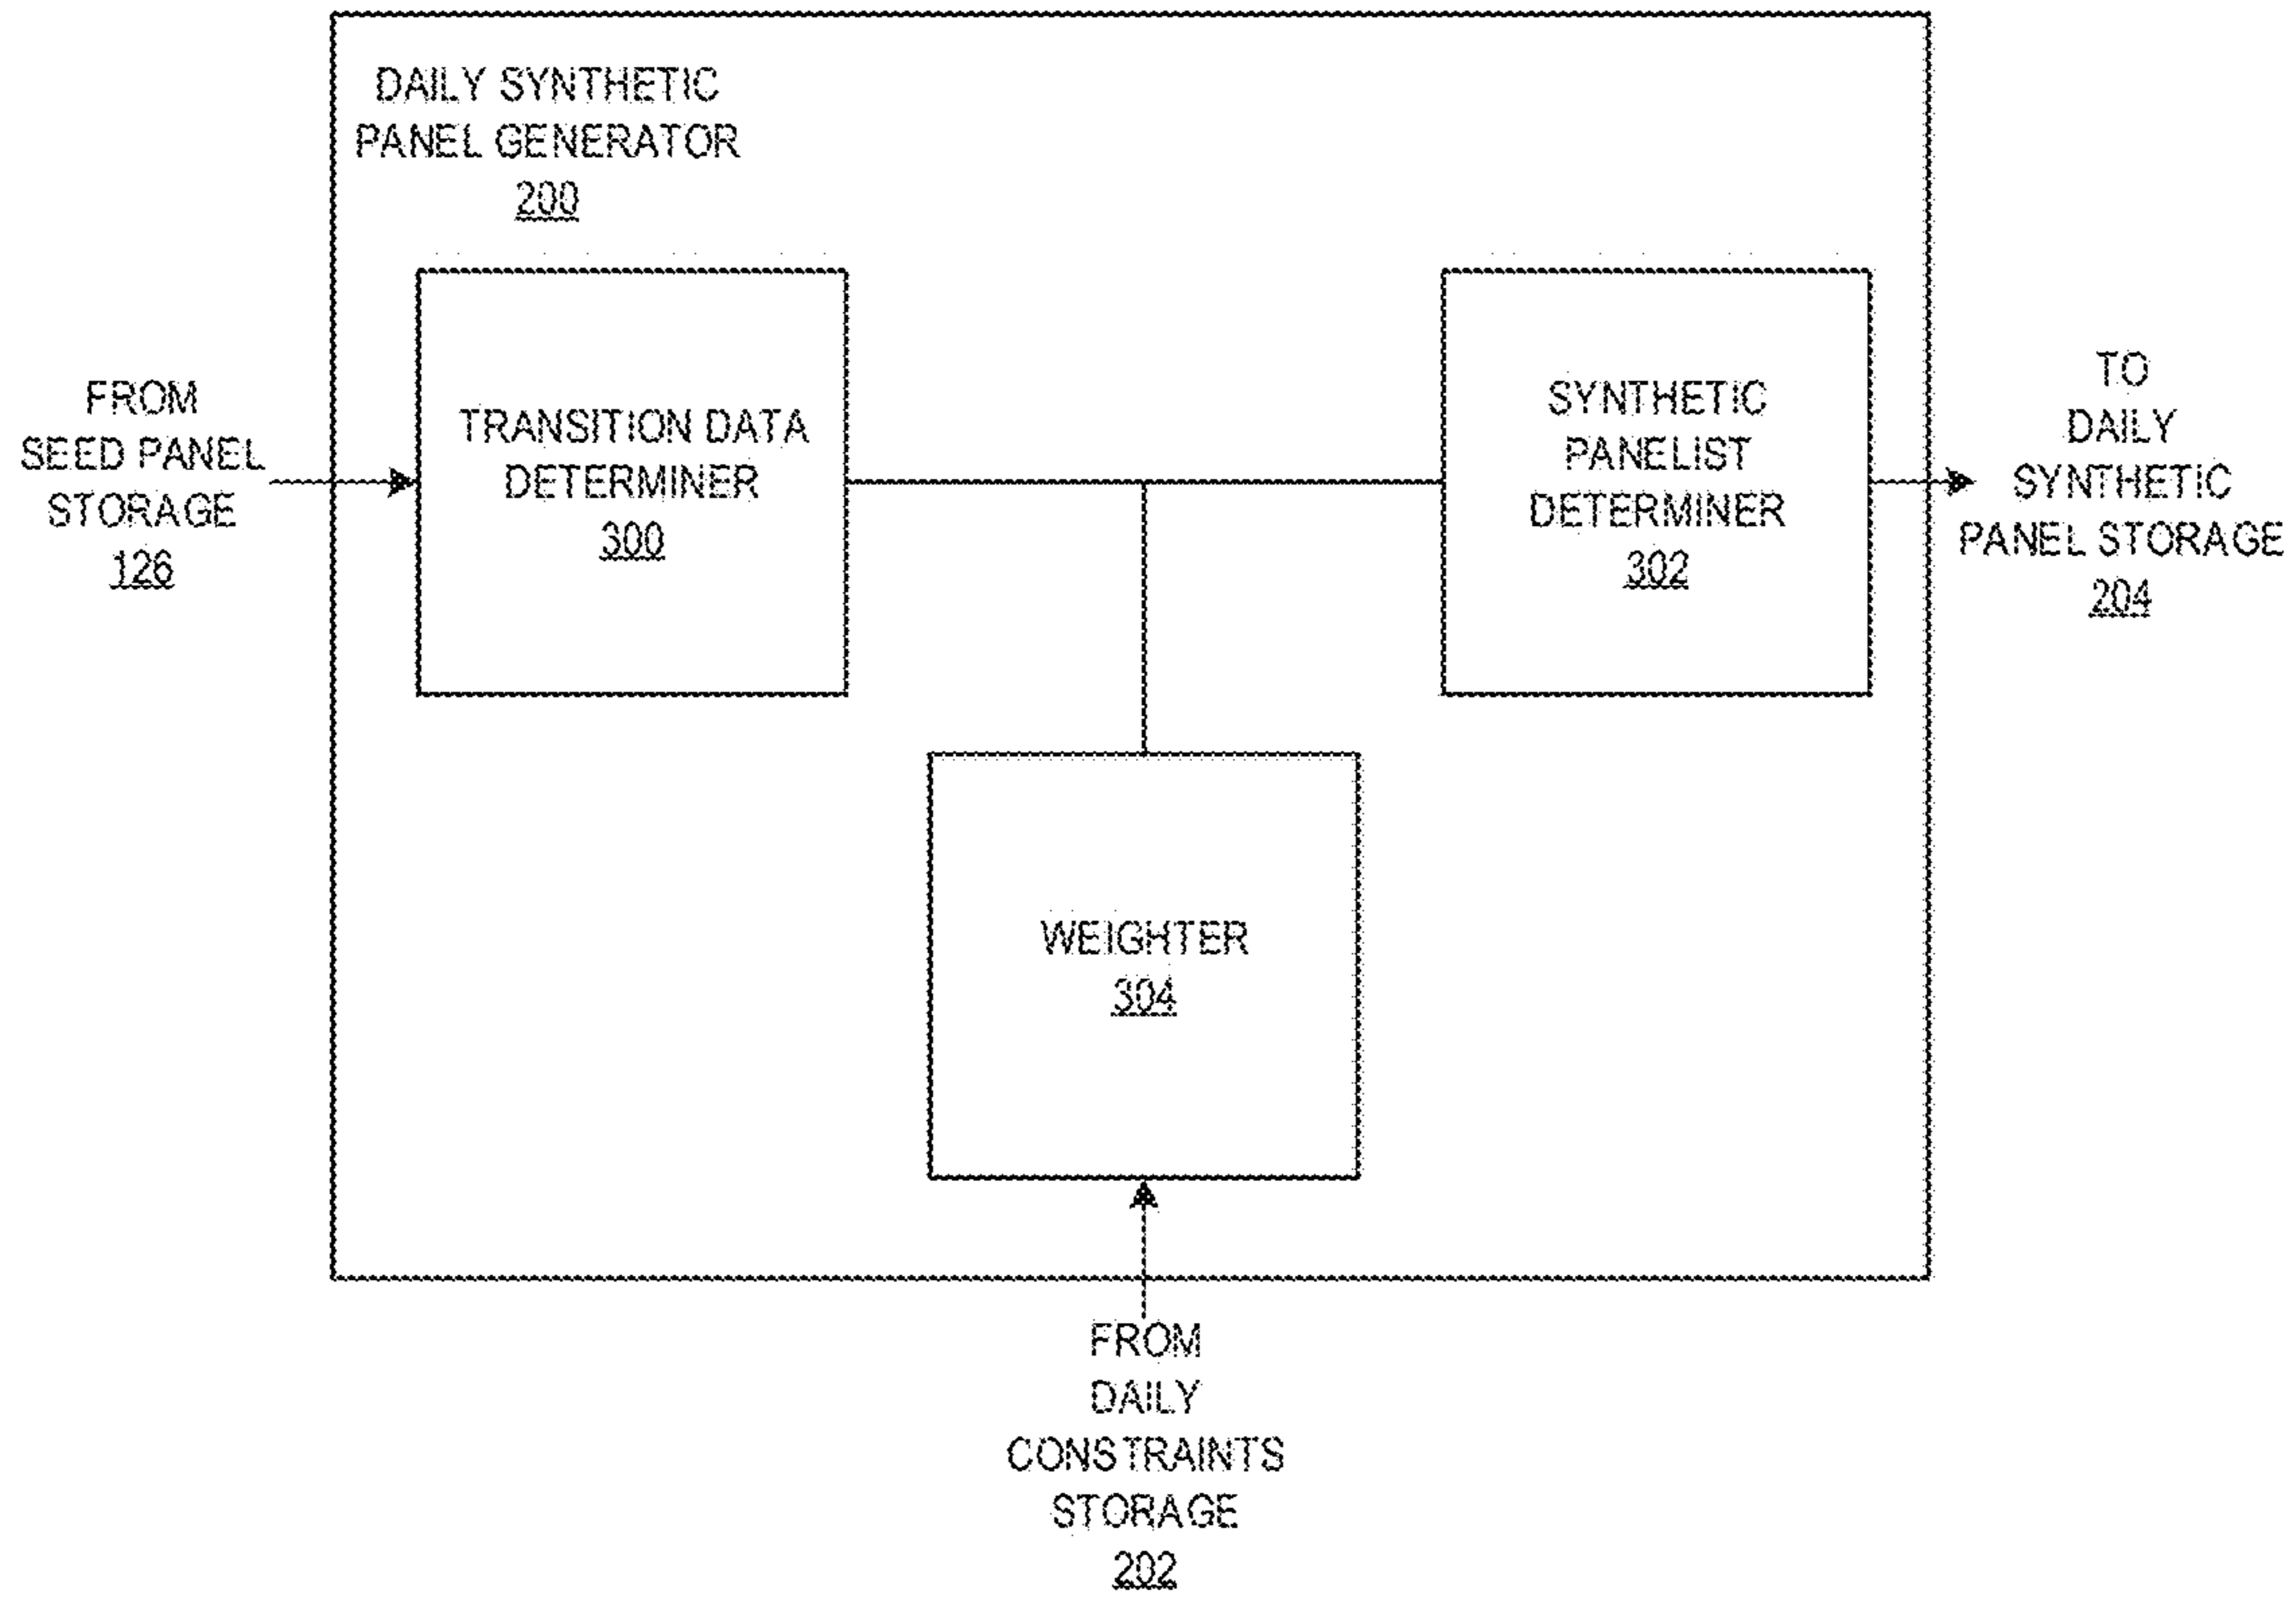 DAILY SYNTHETIC
PANEL GENERATOR
200
FROM
SEED PANEL
STORAGE
126
TRANSITION DATA
DETERMINER
300
SYNTHETIC
PANELIST
DETERMINER
302
TO
DAILY
SYNTHETIC
PANEL STORAGE
204
WEIGHTER
304
FROM
DAILY
CONSTRAINTS
STORAGE
202